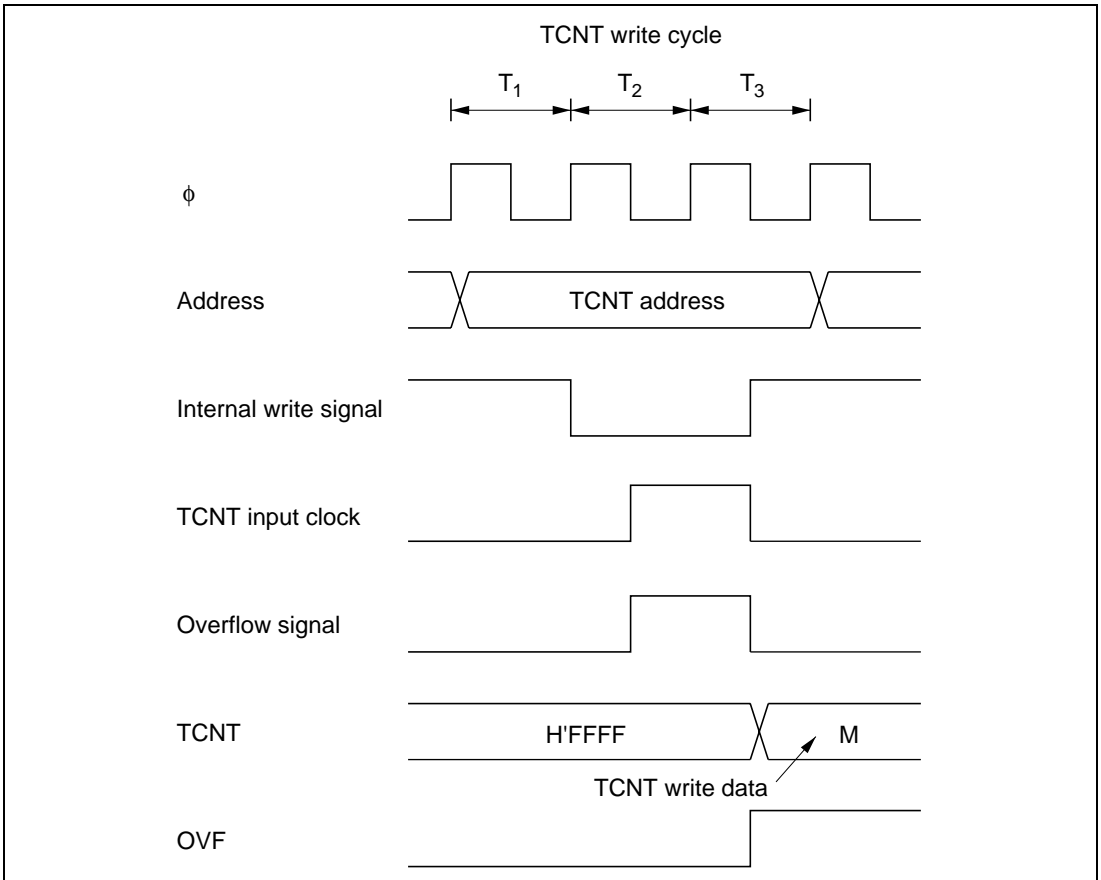 TCNT write cycle
T1 T2 T3
ϕ
Address TCNT address
Internal write signal
TCNT input clock
Overflow signal
TCNT H'FFFF M
TCNT write data
OVF